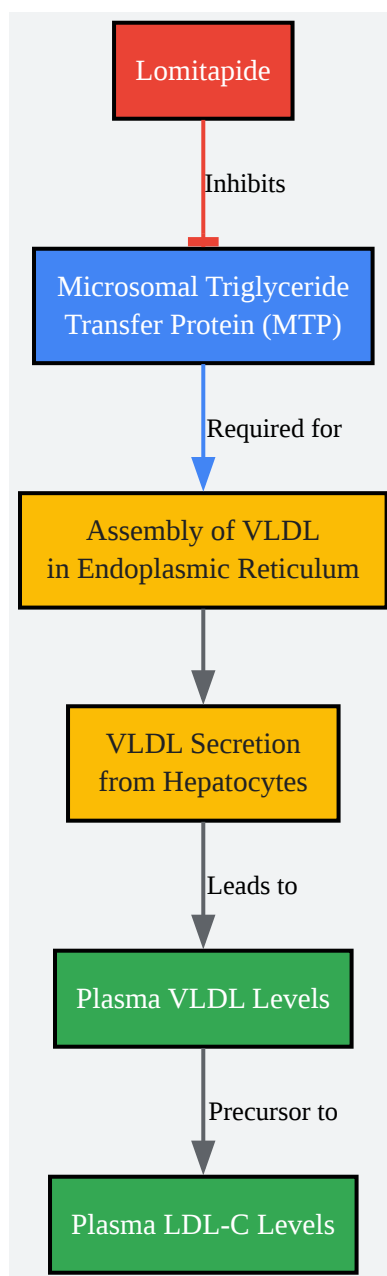 Lomitapide
Inhibits
Microsomal Triglyceride
Transfer Protein (MTP)
Required for
Assembly of VLDL
in Endoplasmic Reticulum
VLDL Secretion
from Hepatocytes
Leads to
Plasma VLDL Levels
Precursor to
Plasma LDL-C Levels